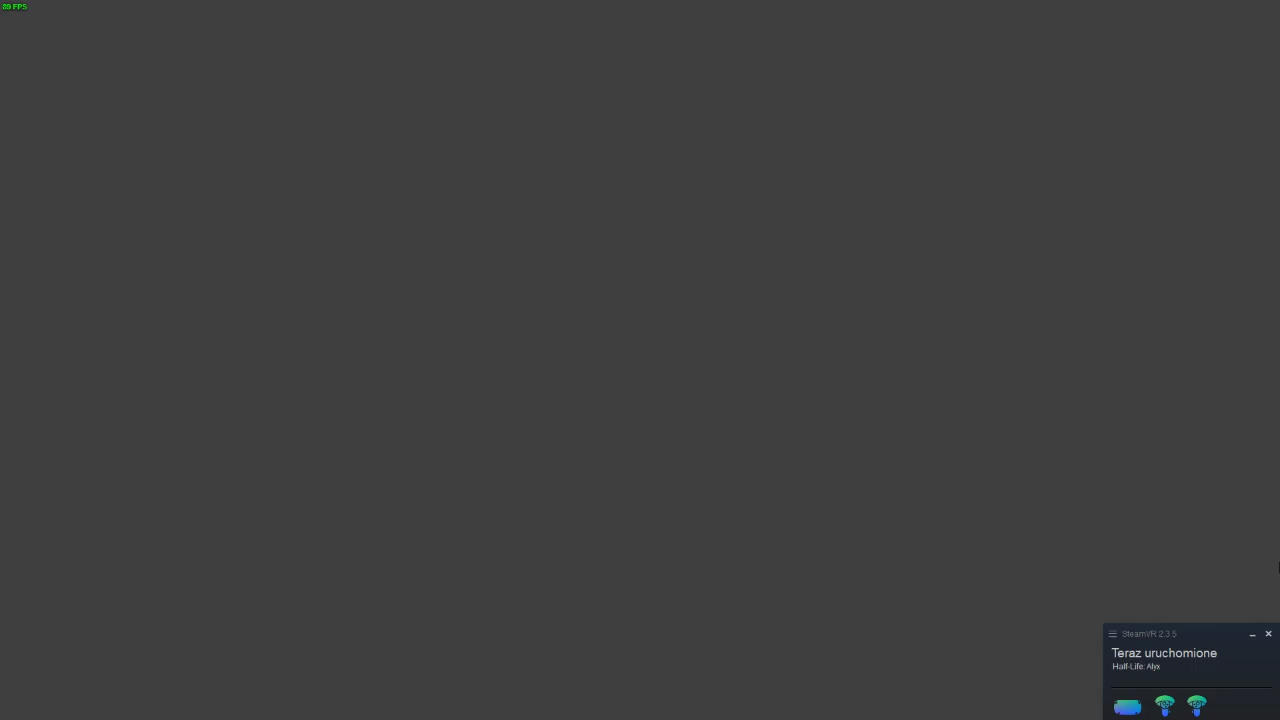 89 FPS
SteamVR 2.3.5
Teraz uruchomione
Half-Life: Alyx